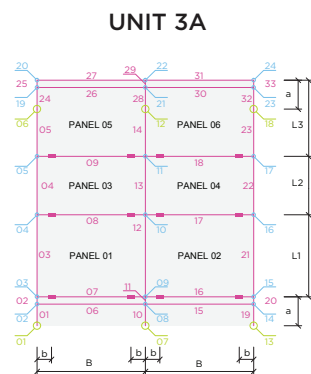 UNIT 3A
20 29 22 24
27 31
25 33
26 30
19 24 28 21 32 23 a
06 12 18
05 14 23 L3
PANEL 05 PANEL 06
05 09 11 18 17
04 PANEL 03 13 PANEL 04 22 L2
08 17
04 12 10 16
03 PANEL 01 PANEL 02 21 L1
03 11 09 15
07 16 20
02 06 15 14 a
01 10 08 19
01 07 13
b b b b
B B